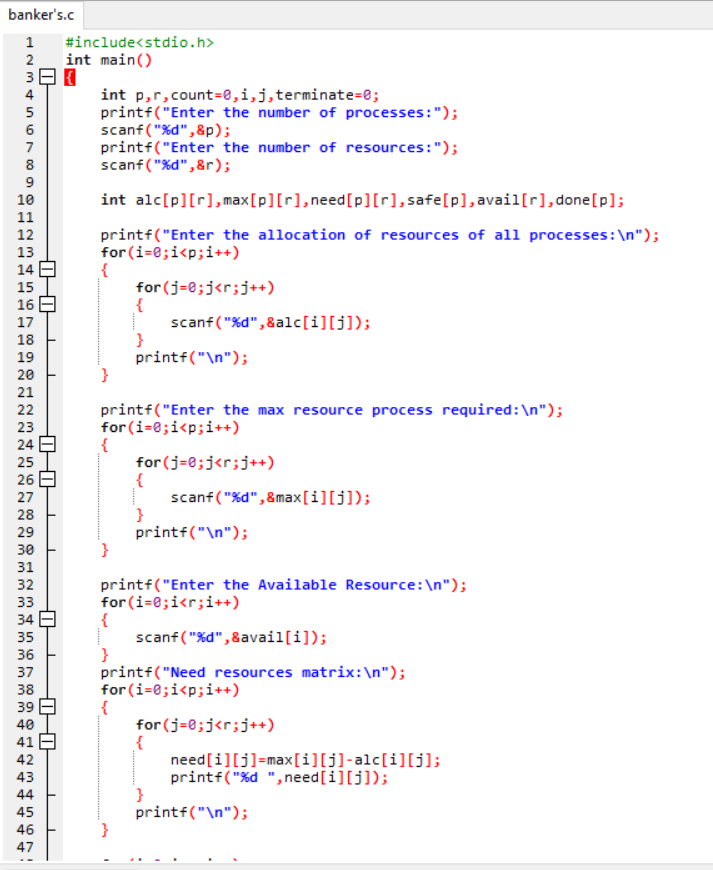 banker's.c
1 #include<stdio.h>
2 int main()
3 {
4 int p,r,count=0,i,j,terminate=0;
5 printf("Enter the number of processes:");
6 scanf("%d",&p);
7 printf("Enter the number of resources:");
8 scanf("%d",&r);
9
10 int alc[p][r],max[p][r],need[p][r],safe[p],avail[r],done[p];
11
12 printf("Enter the allocation of resources of all processes:\n");
13 for(i=0;i<p;i++)
14 {
15 for(j=0;j<r;j++)
16 {
17 scanf("%d",&alc[i][j]);
18 }
19 printf("\n");
20 }
21
22 printf("Enter the max resource process required:\n");
23 for(i=0;i<p;i++)
24 {
25 for(j=0;j<r;j++)
26 {
27 scanf("%d",&max[i][j]);
28 }
29 printf("\n");
30 }
31
32 printf("Enter the Available Resource:\n");
33 for(i=0;i<r;i++)
34 {
35 scanf("%d",&avail[i]);
36 }
37 printf("Need resources matrix:\n");
38 for(i=0;i<p;i++)
39 {
40 for(j=0;j<r;j++)
41 {
42 need[i][j]=max[i][j]-alc[i][j];
43 printf("%d ",need[i][j]);
44 }
45 printf("\n");
46 }
47